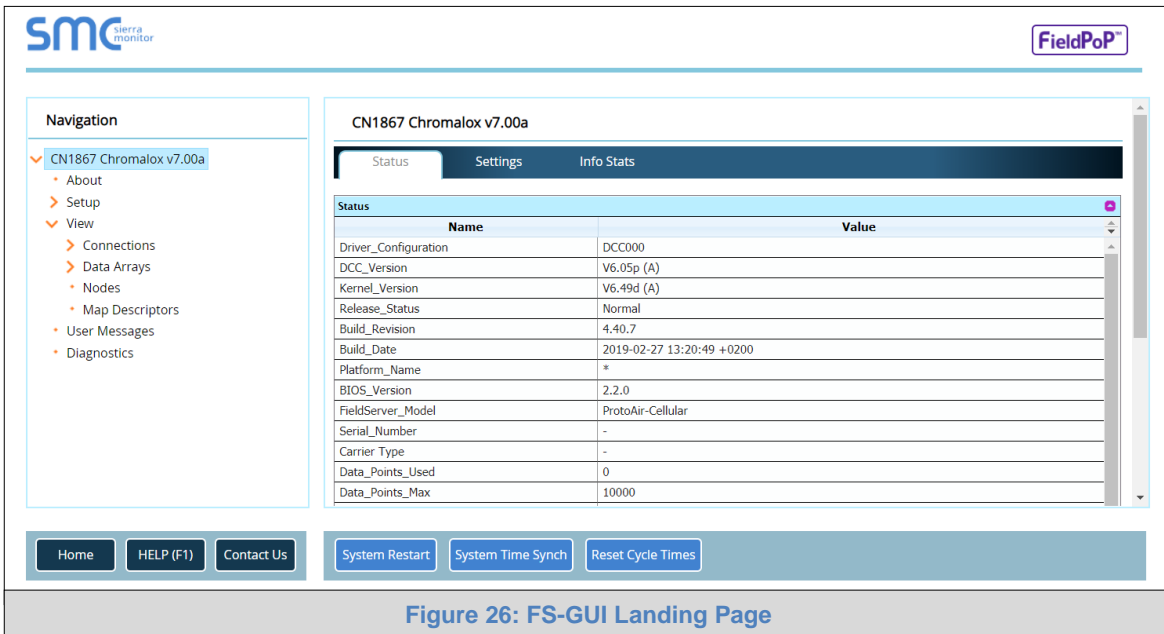 SMC sierra monitor
FieldPoP™
Navigation
CN1867 Chromalox v7.00a
About
Setup
View
Connections
Data Arrays
Nodes
Map Descriptors
User Messages
Diagnostics
CN1867 Chromalox v7.00a
Status Settings Info Stats
Status
Name Value
Driver_Configuration DCC000
DCC_Version V6.05p (A)
Kernel_Version V6.49d (A)
Release_Status Normal
Build_Revision 4.40.7
Build_Date 2019-02-27 13:20:49 +0200
Platform_Name *
BIOS_Version 2.2.0
FieldServer_Model ProtoAir-Cellular
Serial_Number -
Carrier Type -
Data_Points_Used 0
Data_Points_Max 10000
Home HELP (F1) Contact Us System Restart System Time Synch Reset Cycle Times
Figure 26: FS-GUI Landing Page